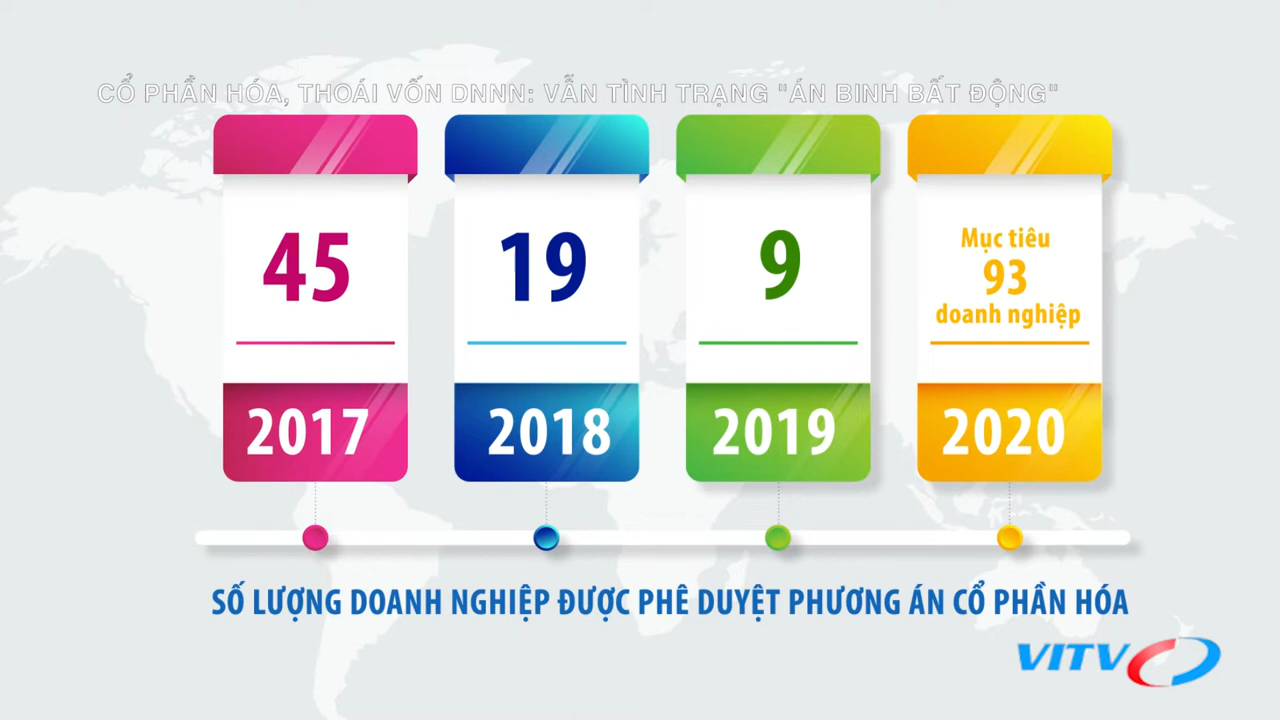 CỔ PHẦN HÓA, THOÁI VỐN DNNN: VẪN TÌNH TRẠNG "ÁN BINH BẤT ĐỘNG"
45
19
9
Mục tiêu
93
doanh nghiệp
2017
2018
2019
2020
SỐ LƯỢNG DOANH NGHIỆP ĐƯỢC PHÊ DUYỆT PHƯƠNG ÁN CỔ PHẦN HÓA
VITV